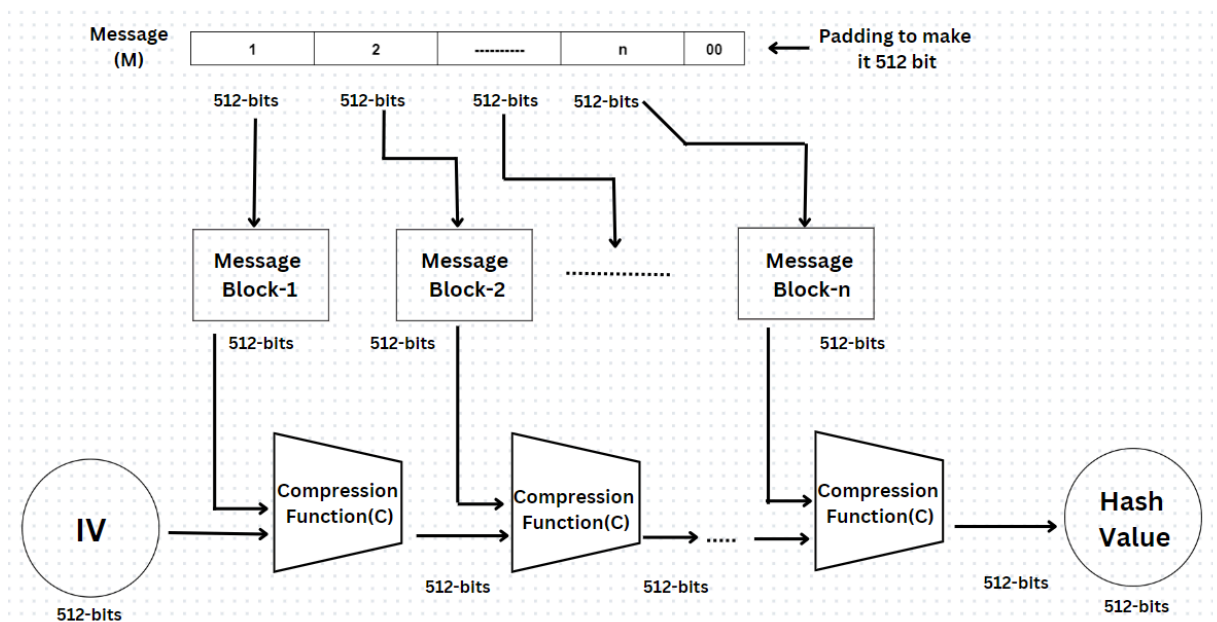 Message
(M)
1
2
----------
n
00
Padding to make
it 512 bit
512-bits
512-bits
512-bits
512-bits
Message
Block-1
Message
Block-2
Message
Block-n
512-bits
512-bits
512-bits
IV
Compression
Function(C)
Compression
Function(C)
.....
Compression
Function(C)
Hash
Value
512-bits
512-bits
512-bits
512-bits
512-bits